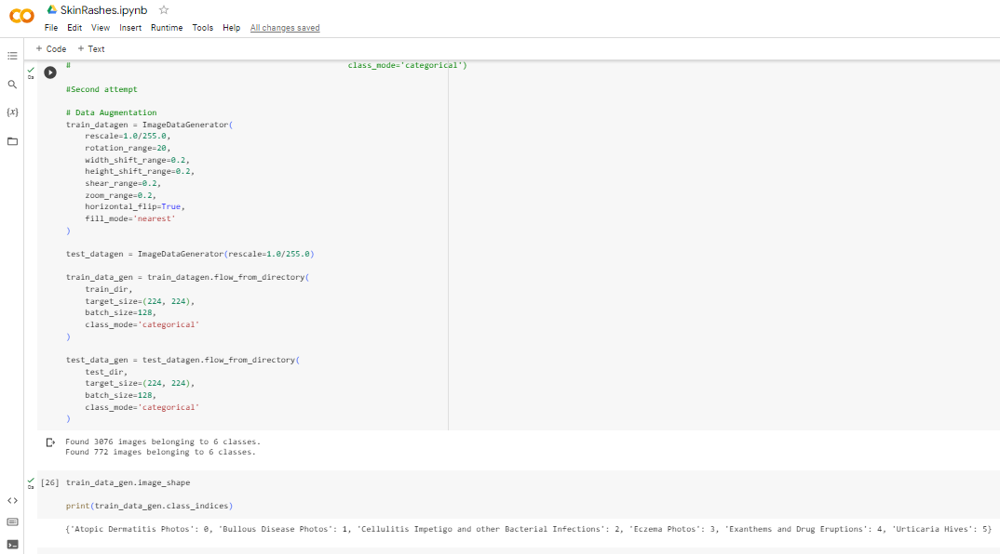 SkinRashes.ipynb
File Edit View Insert Runtime Tools Help All changes saved
+ Code + Text
# class_mode='categorical')
#Second attempt
# Data Augmentation
train_datagen = ImageDataGenerator(
rescale=1.0/255.0,
rotation_range=20,
width_shift_range=0.2,
height_shift_range=0.2,
shear_range=0.2,
zoom_range=0.2,
horizontal_flip=True,
fill_mode='nearest'
)
test_datagen = ImageDataGenerator(rescale=1.0/255.0)
train_data_gen = train_datagen.flow_from_directory(
train_dir,
target_size=(224, 224),
batch_size=128,
class_mode='categorical'
)
test_data_gen = test_datagen.flow_from_directory(
test_dir,
target_size=(224, 224),
batch_size=128,
class_mode='categorical'
)
Found 3076 images belonging to 6 classes.
Found 772 images belonging to 6 classes.
[26] train_data_gen.image_shape
print(train_data_gen.class_indices)
{'Atopic Dermatitis Photos': 0, 'Bullous Disease Photos': 1, 'Cellulitis Impetigo and other Bacterial Infections': 2, 'Eczema Photos': 3, 'Exanthems and Drug Eruptions': 4, 'Urticaria Hives': 5}